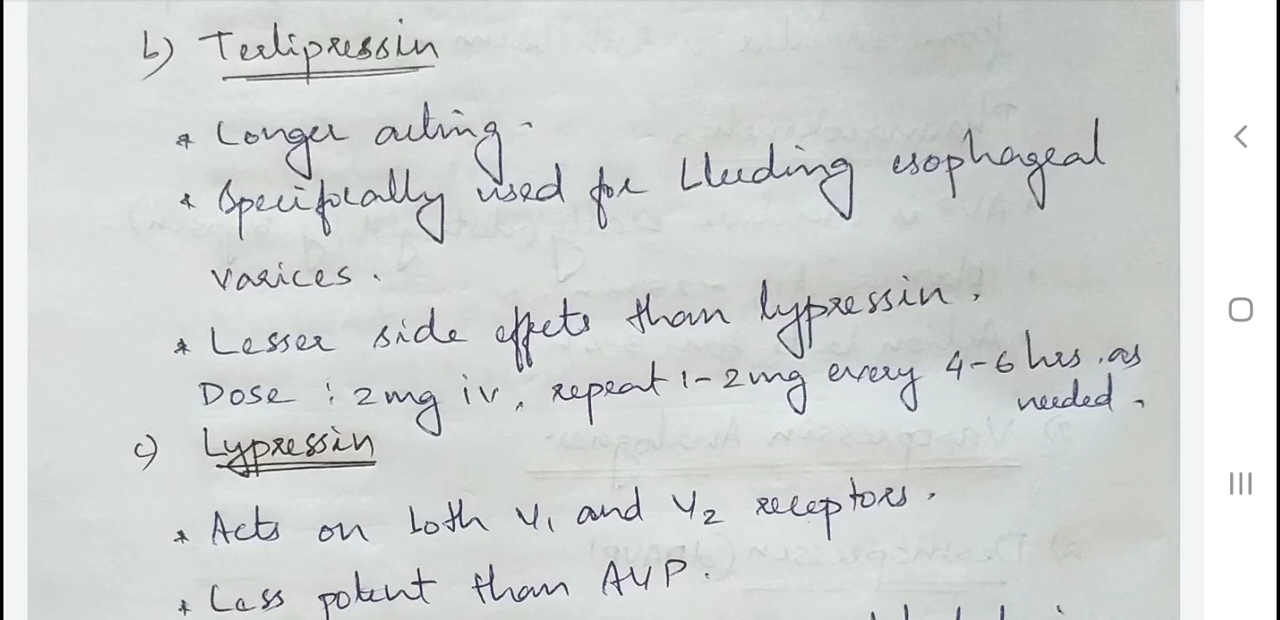 b) Terlipressin
* Longer acting.
* Specifically used for bleeding esophageal
varices.
* Lesser side effects than lypressin.
Dose : 2mg iv, repeat 1-2mg every 4-6 hrs. as
needed.
c) Lypressin
* Acts on both V1 and V2 receptors.
* Less potent than AVP.